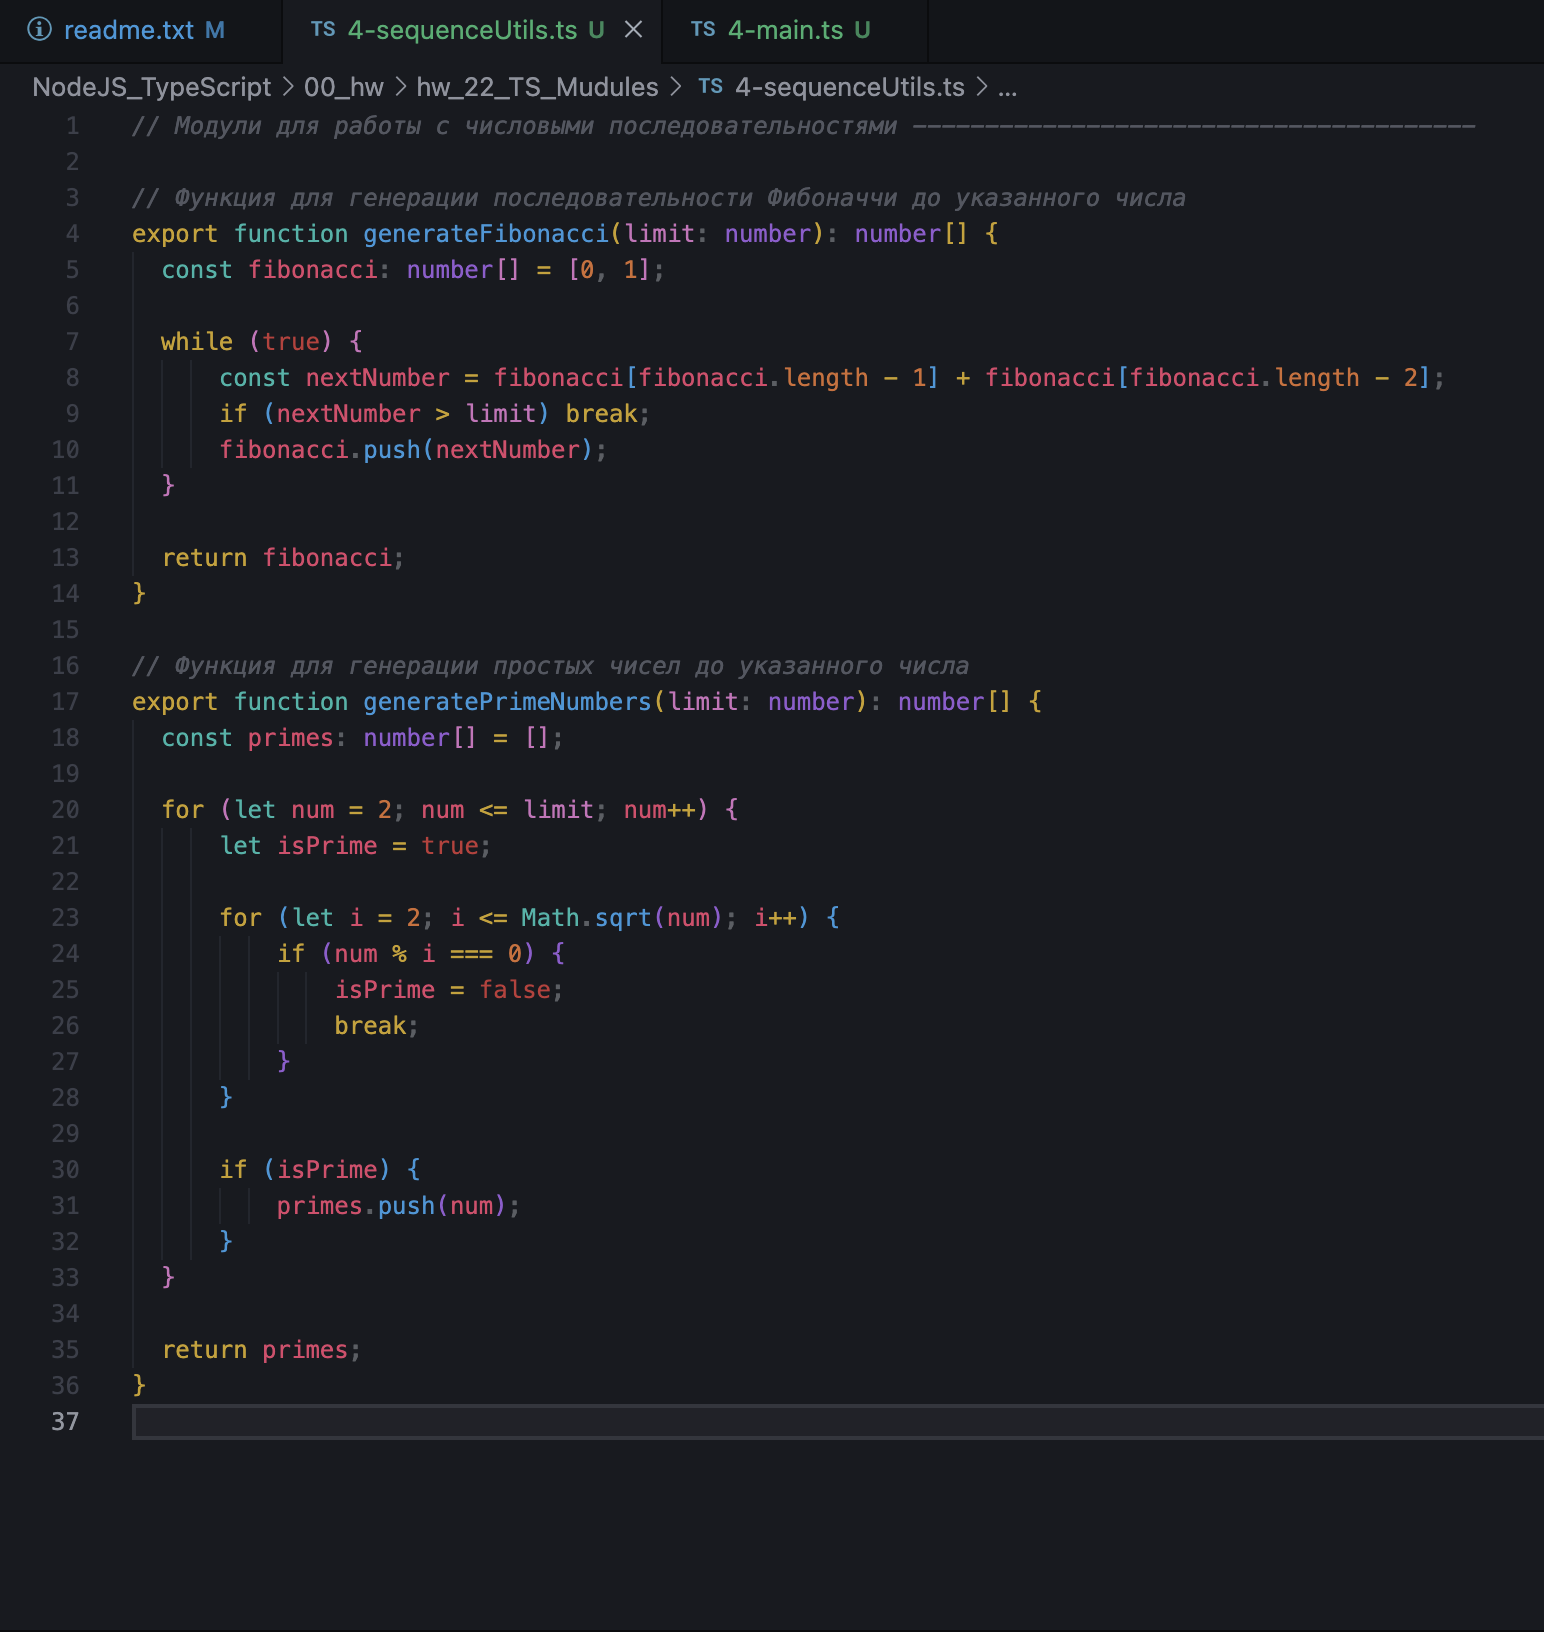 readme.txt M TS 4-sequenceUtils.ts U TS 4-main.ts U
NodeJS_TypeScript > 00_hw > hw_22_TS_Mudules > TS 4-sequenceUtils.ts > ...
1 // Модули для работы с числовыми последовательностями ———————————————————————————————————————
2
3 // Функция для генерации последовательности Фибоначчи до указанного числа
4 export function generateFibonacci(limit: number): number[] {
5 const fibonacci: number[] = [0, 1];
6
7 while (true) {
8 const nextNumber = fibonacci[fibonacci.length - 1] + fibonacci[fibonacci.length - 2];
9 if (nextNumber > limit) break;
10 fibonacci.push(nextNumber);
11 }
12
13 return fibonacci;
14 }
15
16 // Функция для генерации простых чисел до указанного числа
17 export function generatePrimeNumbers(limit: number): number[] {
18 const primes: number[] = [];
19
20 for (let num = 2; num <= limit; num++) {
21 let isPrime = true;
22
23 for (let i = 2; i <= Math.sqrt(num); i++) {
24 if (num % i === 0) {
25 isPrime = false;
26 break;
27 }
28 }
29
30 if (isPrime) {
31 primes.push(num);
32 }
33 }
34
35 return primes;
36 }
37